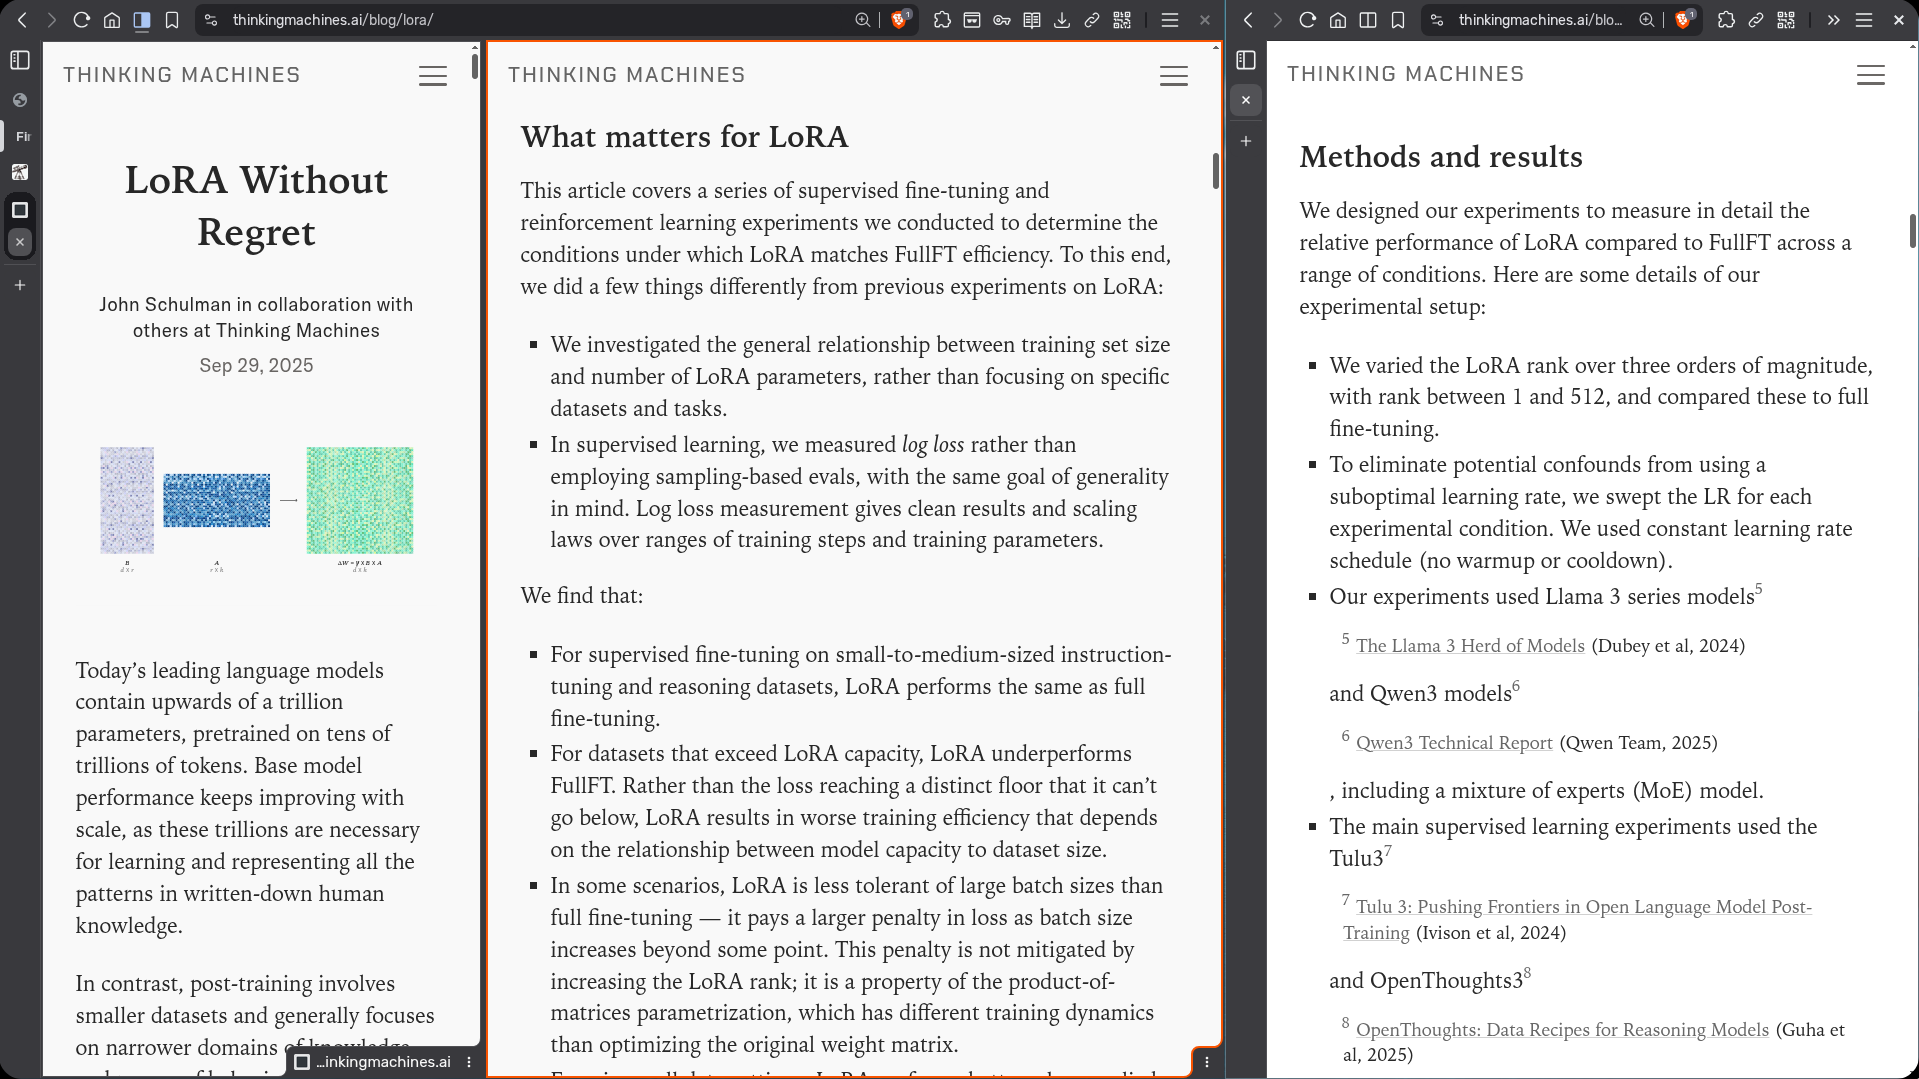 thinkingmachines.ai/blog/lora/
1
Fi
THINKING MACHINES
LoRA Without
Regret
John Schulman in collaboration with
others at Thinking Machines
Sep 29, 2025
B
d x r
A
r x k
ΔW = γ x B x A
d x k
Today’s leading language models
contain upwards of a trillion
parameters, pretrained on tens of
trillions of tokens. Base model
performance keeps improving with
scale, as these trillions are necessary
for learning and representing all the
patterns in written-down human
knowledge.
In contrast, post-training involves
smaller datasets and generally focuses
on narrower domains of knowledge
...inkingmachines.ai
THINKING MACHINES
What matters for LoRA
This article covers a series of supervised fine-tuning and
reinforcement learning experiments we conducted to determine the
conditions under which LoRA matches FullFT efficiency. To this end,
we did a few things differently from previous experiments on LoRA:
▪ We investigated the general relationship between training set size
and number of LoRA parameters, rather than focusing on specific
datasets and tasks.
▪ In supervised learning, we measured log loss rather than
employing sampling-based evals, with the same goal of generality
in mind. Log loss measurement gives clean results and scaling
laws over ranges of training steps and training parameters.
We find that:
▪ For supervised fine-tuning on small-to-medium-sized instruction-
tuning and reasoning datasets, LoRA performs the same as full
fine-tuning.
▪ For datasets that exceed LoRA capacity, LoRA underperforms
FullFT. Rather than the loss reaching a distinct floor that it can’t
go below, LoRA results in worse training efficiency that depends
on the relationship between model capacity to dataset size.
▪ In some scenarios, LoRA is less tolerant of large batch sizes than
full fine-tuning — it pays a larger penalty in loss as batch size
increases beyond some point. This penalty is not mitigated by
increasing the LoRA rank; it is a property of the product-of-
matrices parametrization, which has different training dynamics
than optimizing the original weight matrix.
thinkingmachines.ai/blo...
1
THINKING MACHINES
Methods and results
We designed our experiments to measure in detail the
relative performance of LoRA compared to FullFT across a
range of conditions. Here are some details of our
experimental setup:
▪ We varied the LoRA rank over three orders of magnitude,
with rank between 1 and 512, and compared these to full
fine-tuning.
▪ To eliminate potential confounds from using a
suboptimal learning rate, we swept the LR for each
experimental condition. We used constant learning rate
schedule (no warmup or cooldown).
▪ Our experiments used Llama 3 series models5
5 The Llama 3 Herd of Models (Dubey et al, 2024)
and Qwen3 models6
6 Qwen3 Technical Report (Qwen Team, 2025)
, including a mixture of experts (MoE) model.
▪ The main supervised learning experiments used the
Tulu37
7 Tulu 3: Pushing Frontiers in Open Language Model Post-
Training (Ivison et al, 2024)
and OpenThoughts38
8 OpenThoughts: Data Recipes for Reasoning Models (Guha et
al, 2025)